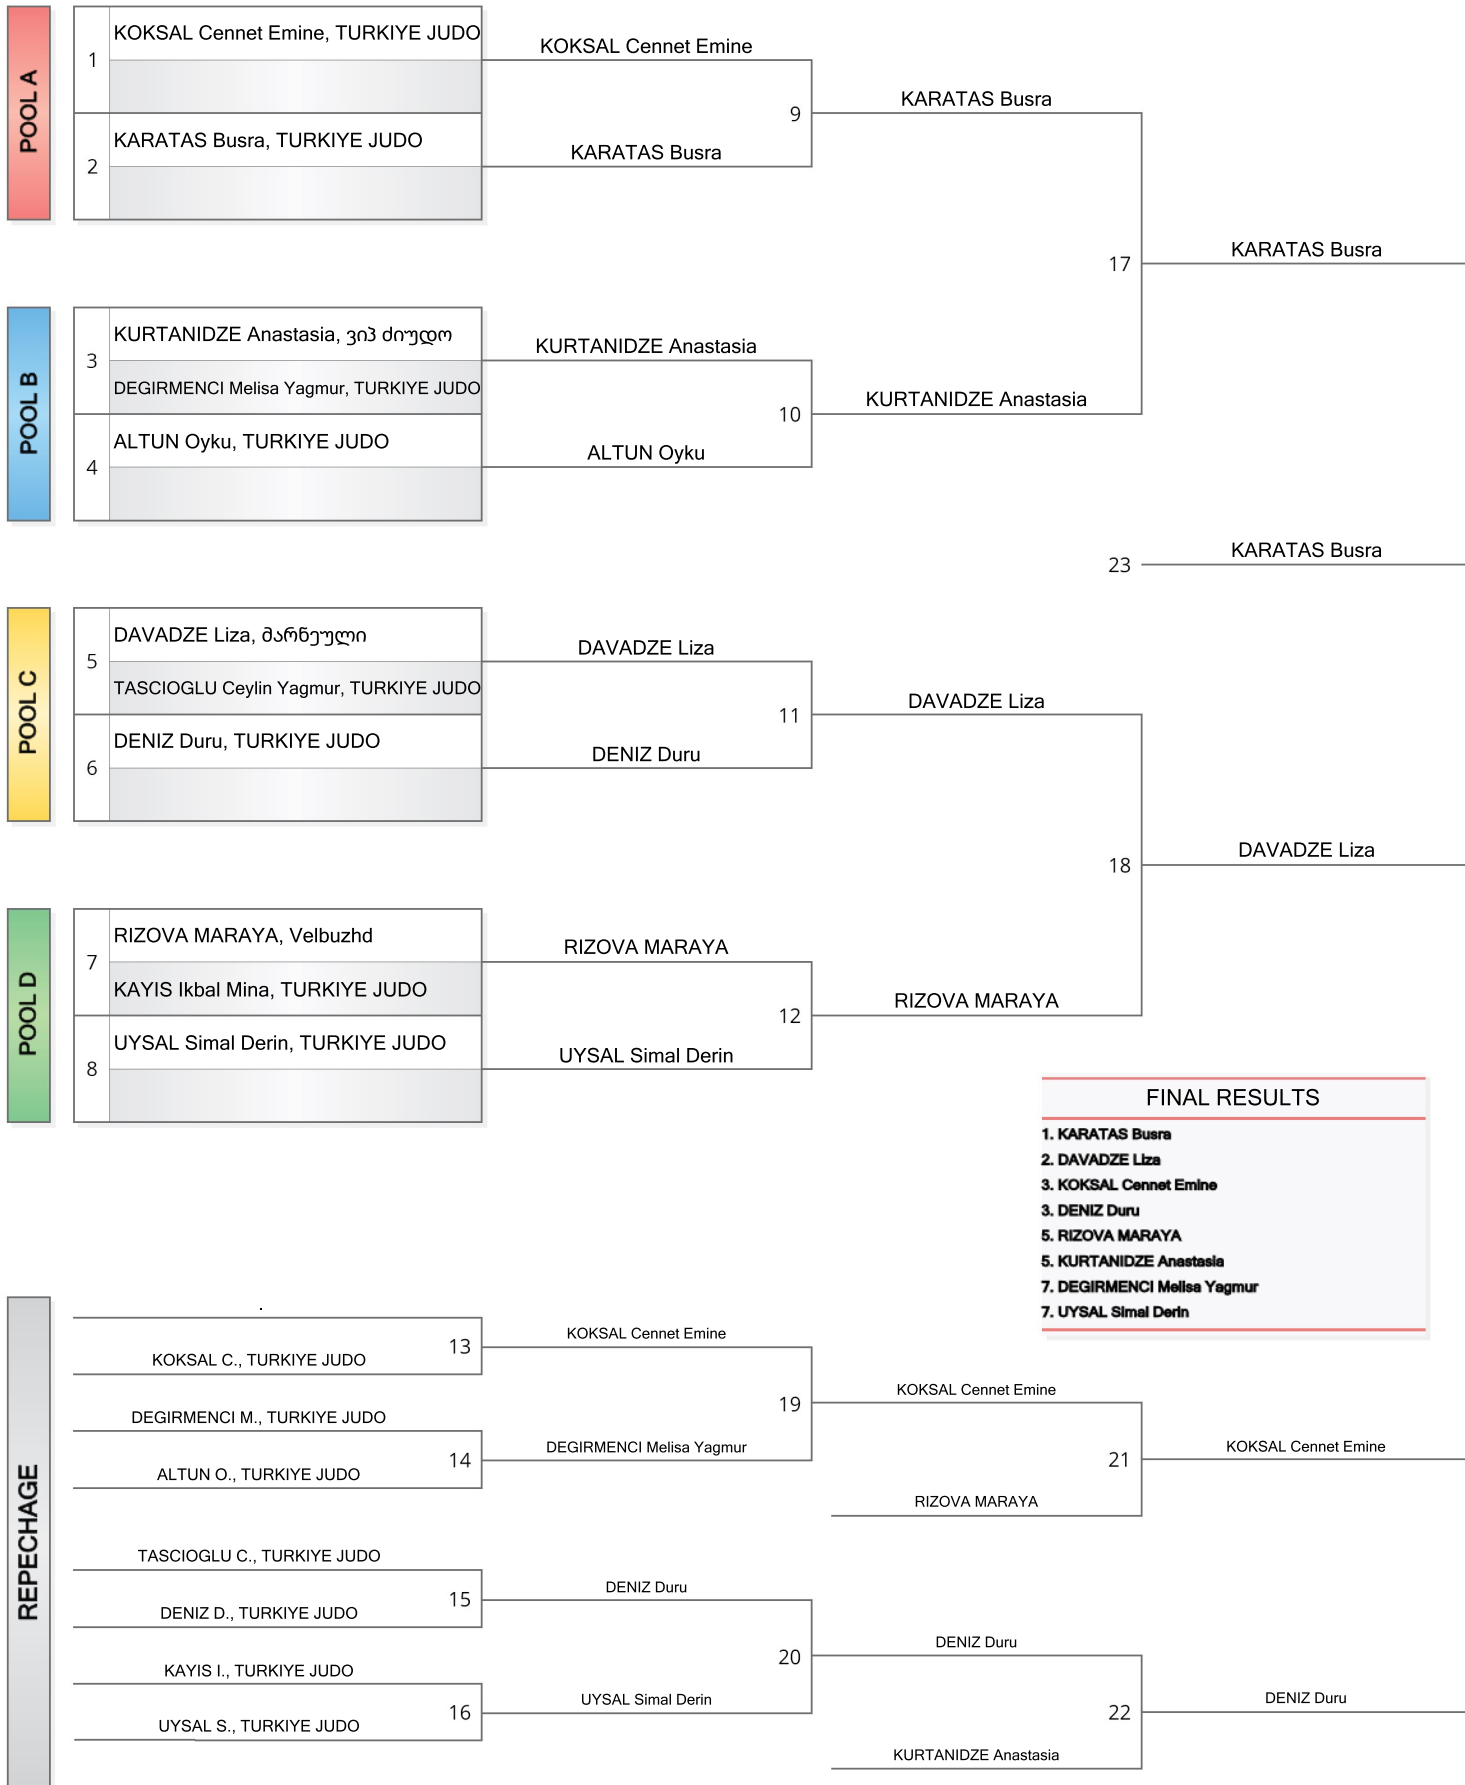 POOL A
1
KOKSAL Cennet Emine, TURKIYE JUDO
2
KARATAS Busra, TURKIYE JUDO
KOKSAL Cennet Emine
9
KARATAS Busra
KARATAS Busra
17
KARATAS Busra
POOL B
3
KURTANIDZE Anastasia, ვიპ ძიუდო
DEGIRMENCI Melisa Yagmur, TURKIYE JUDO
4
ALTUN Oyku, TURKIYE JUDO
KURTANIDZE Anastasia
10
ALTUN Oyku
KURTANIDZE Anastasia
23
KARATAS Busra
POOL C
5
DAVADZE Liza, მარნეული
TASCIOGLU Ceylin Yagmur, TURKIYE JUDO
6
DENIZ Duru, TURKIYE JUDO
DAVADZE Liza
11
DENIZ Duru
DAVADZE Liza
18
DAVADZE Liza
POOL D
7
RIZOVA MARAYA, Velbuzhd
KAYIS Ikbal Mina, TURKIYE JUDO
8
UYSAL Simal Derin, TURKIYE JUDO
RIZOVA MARAYA
12
UYSAL Simal Derin
RIZOVA MARAYA
FINAL RESULTS
1. KARATAS Busra
2. DAVADZE Liza
3. KOKSAL Cennet Emine
3. DENIZ Duru
5. RIZOVA MARAYA
5. KURTANIDZE Anastasia
7. DEGIRMENCI Melisa Yagmur
7. UYSAL Simal Derin
REPECHAGE
.
13
KOKSAL C., TURKIYE JUDO
DEGIRMENCI M., TURKIYE JUDO
14
ALTUN O., TURKIYE JUDO
KOKSAL Cennet Emine
19
DEGIRMENCI Melisa Yagmur
KOKSAL Cennet Emine
21
RIZOVA MARAYA
KOKSAL Cennet Emine
TASCIOGLU C., TURKIYE JUDO
15
DENIZ D., TURKIYE JUDO
KAYIS I., TURKIYE JUDO
16
UYSAL S., TURKIYE JUDO
DENIZ Duru
20
UYSAL Simal Derin
DENIZ Duru
22
KURTANIDZE Anastasia
DENIZ Duru